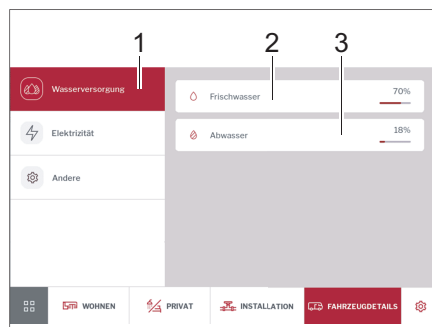 1 2 3
Wasserversorgung
Frischwasser 70%
Elektrizität
Abwasser 18%
Andere
WOHNEN PRIVAT INSTALLATION FAHRZEUGDETAILS